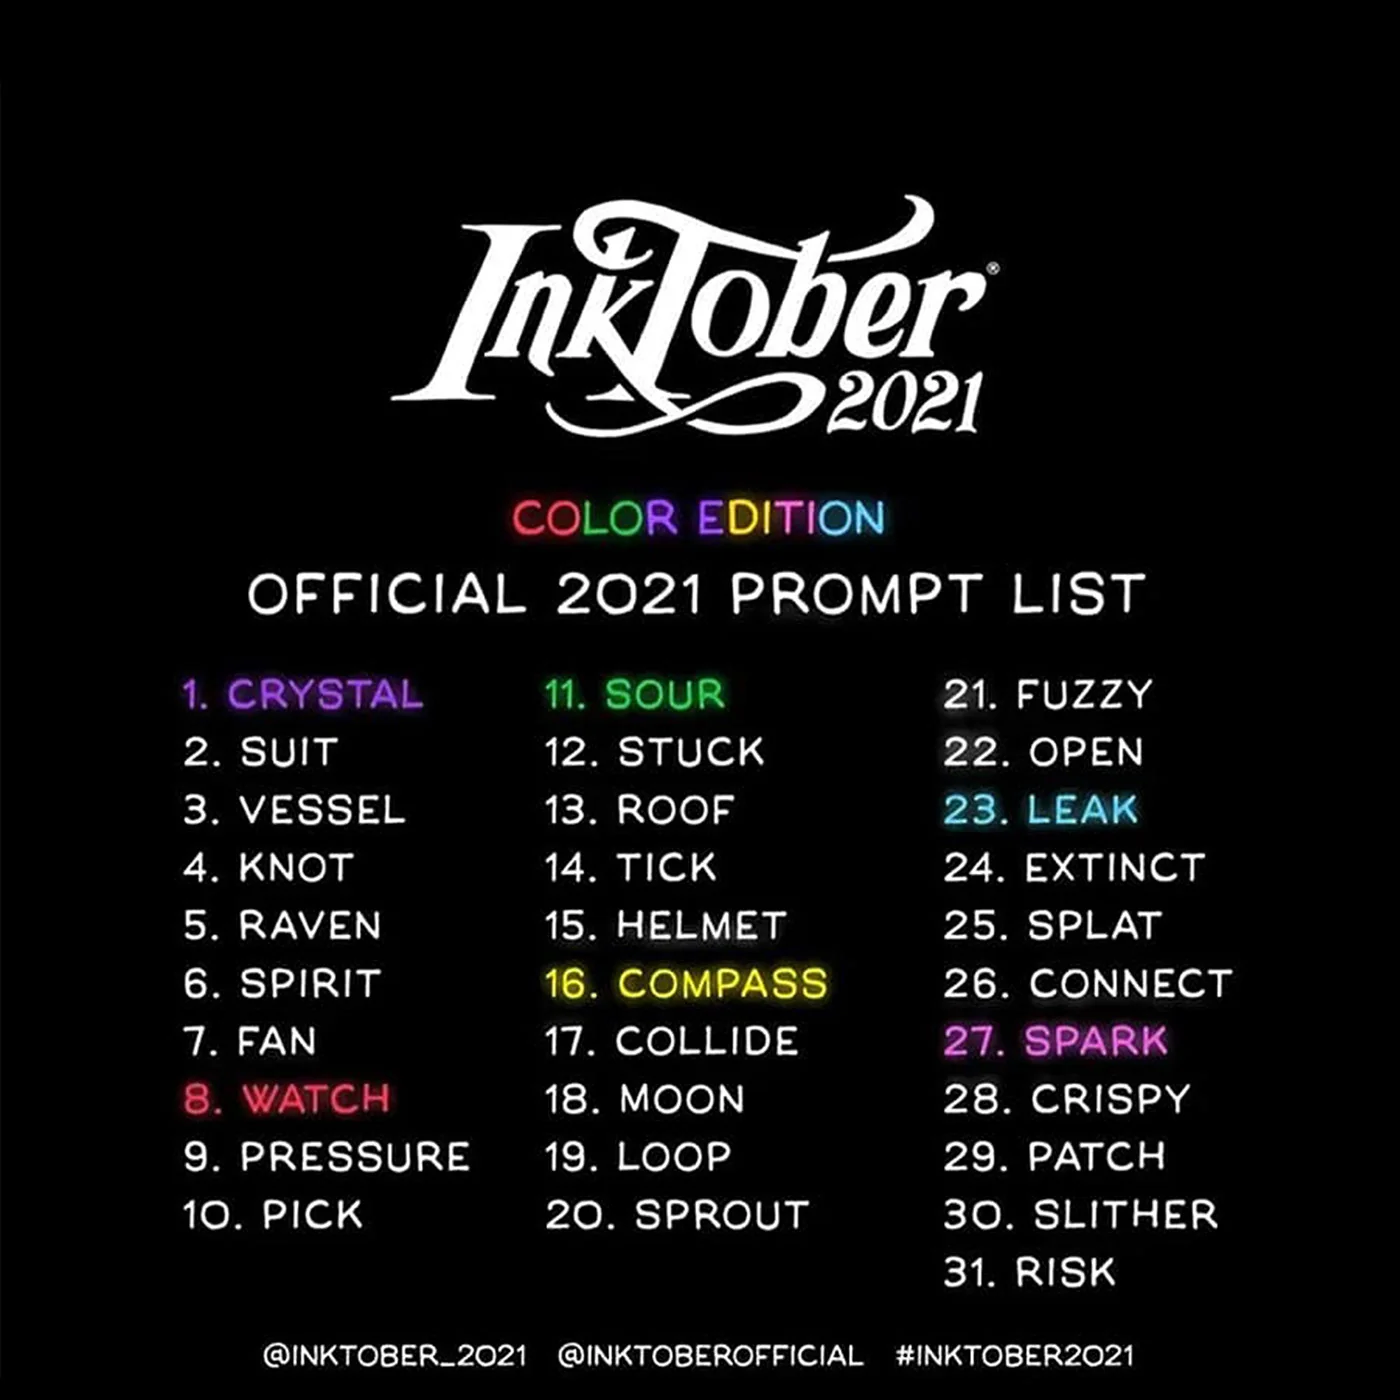 InkTober®
2021
COLOR EDITION
OFFICIAL 2021 PROMPT LIST
1. CRYSTAL
2. SUIT
3. VESSEL
4. KNOT
5. RAVEN
6. SPIRIT
7. FAN
8. WATCH
9. PRESSURE
10. PICK
11. SOUR
12. STUCK
13. ROOF
14. TICK
15. HELMET
16. COMPASS
17. COLLIDE
18. MOON
19. LOOP
20. SPROUT
21. FUZZY
22. OPEN
23. LEAK
24. EXTINCT
25. SPLAT
26. CONNECT
27. SPARK
28. CRISPY
29. PATCH
30. SLITHER
31. RISK
@INKTOBER_2021 @INKTOBEROFFICIAL #INKTOBER2021